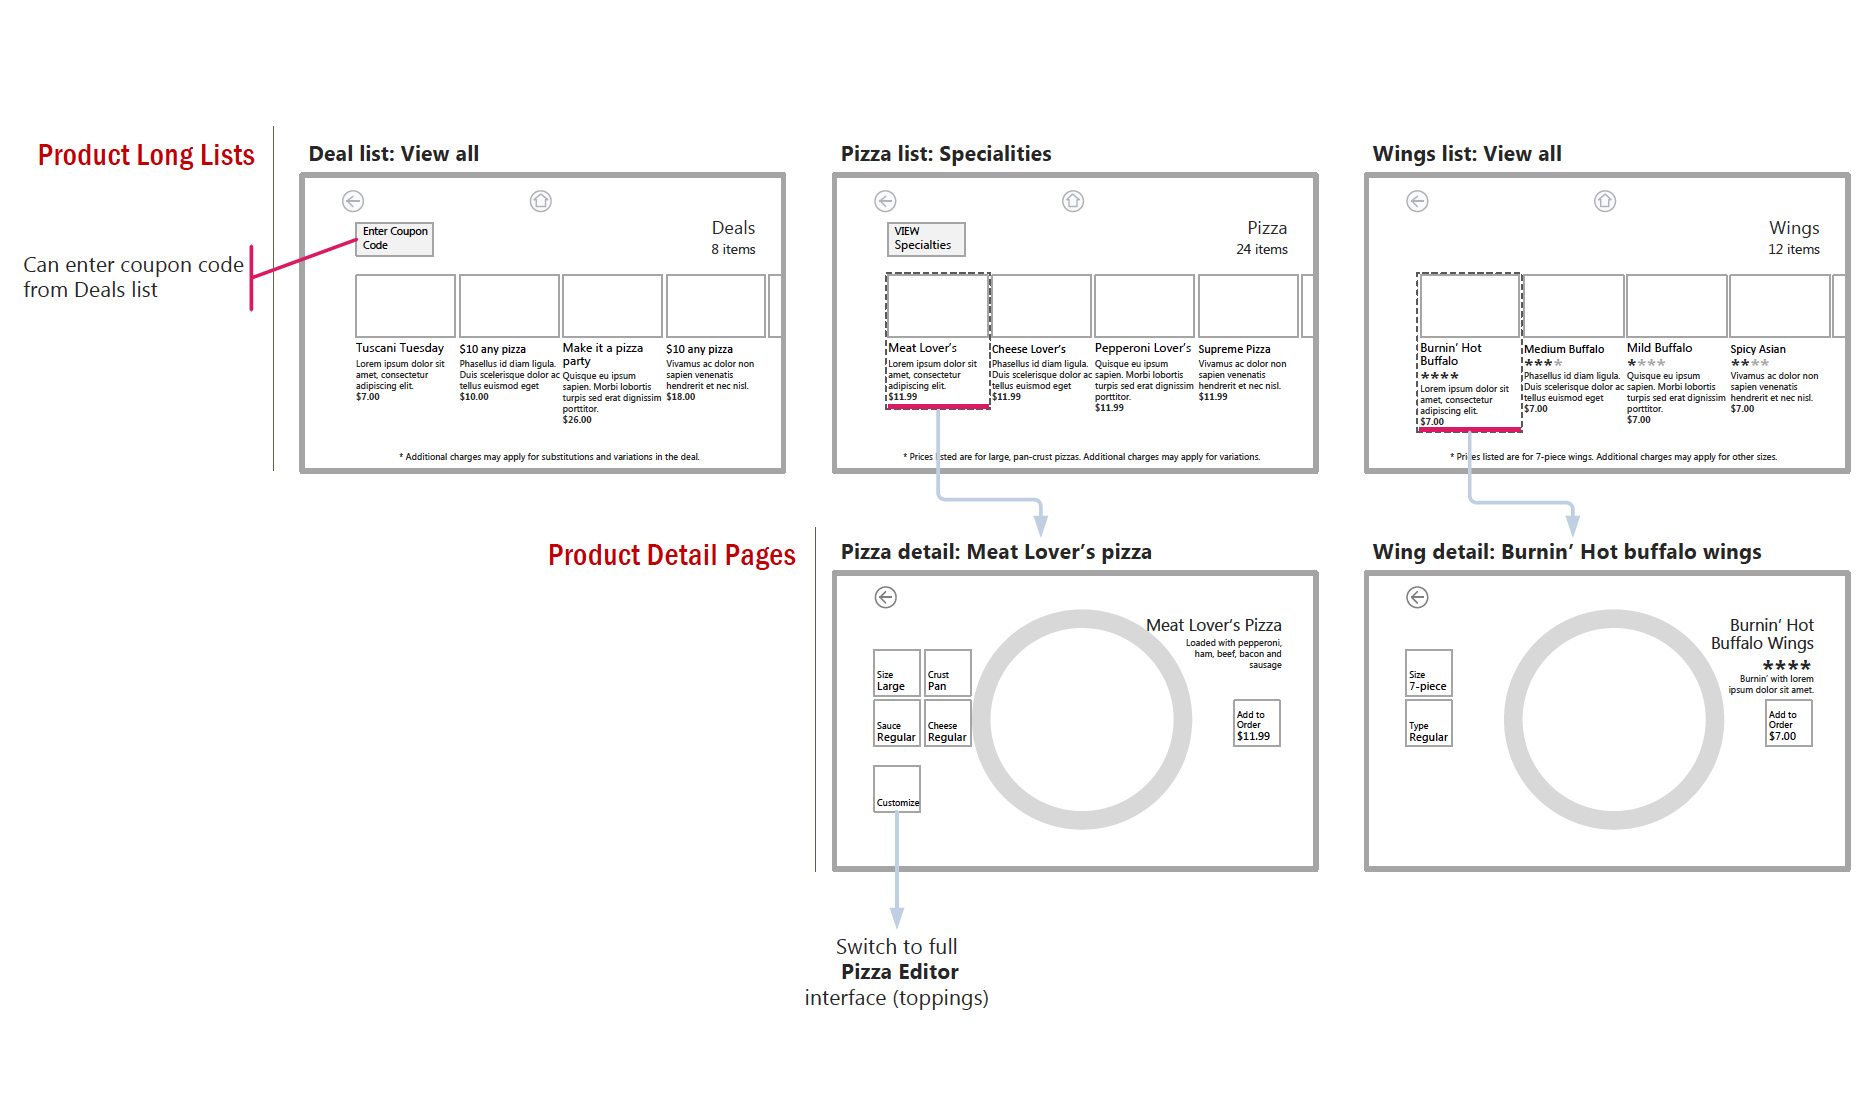 Product Long Lists
Can enter coupon code
from Deals list
Deal list: View all
Enter Coupon
Code
Deals
8 items
Tuscani Tuesday
Lorem ipsum dolor sit
amet, consectetur
adipiscing elit.
$7.00
$10 any pizza
Phasellus id diam ligula.
Duis scelerisque dolor ac
tellus euismod eget
$10.00
Make it a pizza
party
Quisque eu ipsum
sapien. Morbi lobortis
turpis sed erat dignissim
porttitor.
$26.00
$10 any pizza
Vivamus ac dolor non
sapien venenatis
hendrerit et nec nisl.
$18.00
* Additional charges may apply for substitutions and variations in the deal.
Pizza list: Specialities
VIEW
Specialties
Pizza
24 items
Meat Lover's
Lorem ipsum dolor sit
amet, consectetur
adipiscing elit.
$11.99
Cheese Lover's
Phasellus id diam ligula.
Duis scelerisque dolor ac
tellus euismod eget
$11.99
Pepperoni Lover's
Quisque eu ipsum
sapien. Morbi lobortis
turpis sed erat dignissim
porttitor.
$11.99
Supreme Pizza
Vivamus ac dolor non
sapien venenatis
hendrerit et nec nisl.
$11.99
* Prices listed are for large, pan-crust pizzas. Additional charges may apply for variations.
Wings list: View all
Wings
12 items
Burnin' Hot
Buffalo
****
Lorem ipsum dolor sit
amet, consectetur
adipiscing elit.
$7.00
Medium Buffalo
****
Phasellus id diam ligula.
Duis scelerisque dolor ac
tellus euismod eget
$7.00
Mild Buffalo
****
Quisque eu ipsum
sapien. Morbi lobortis
turpis sed erat dignissim
porttitor.
$7.00
Spicy Asian
****
Vivamus ac dolor non
sapien venenatis
hendrerit et nec nisl.
$7.00
* Prices listed are for 7-piece wings. Additional charges may apply for other sizes.
Product Detail Pages
Pizza detail: Meat Lover's pizza
Meat Lover's Pizza
Loaded with pepperoni,
ham, beef, bacon and
sausage
Size
Large
Crust
Pan
Sauce
Regular
Cheese
Regular
Customize
Add to
Order
$11.99
Switch to full
Pizza Editor
interface (toppings)
Wing detail: Burnin' Hot buffalo wings
Burnin' Hot
Buffalo Wings
****
Burnin' with lorem
ipsum dolor sit amet.
Size
7-piece
Type
Regular
Add to
Order
$7.00